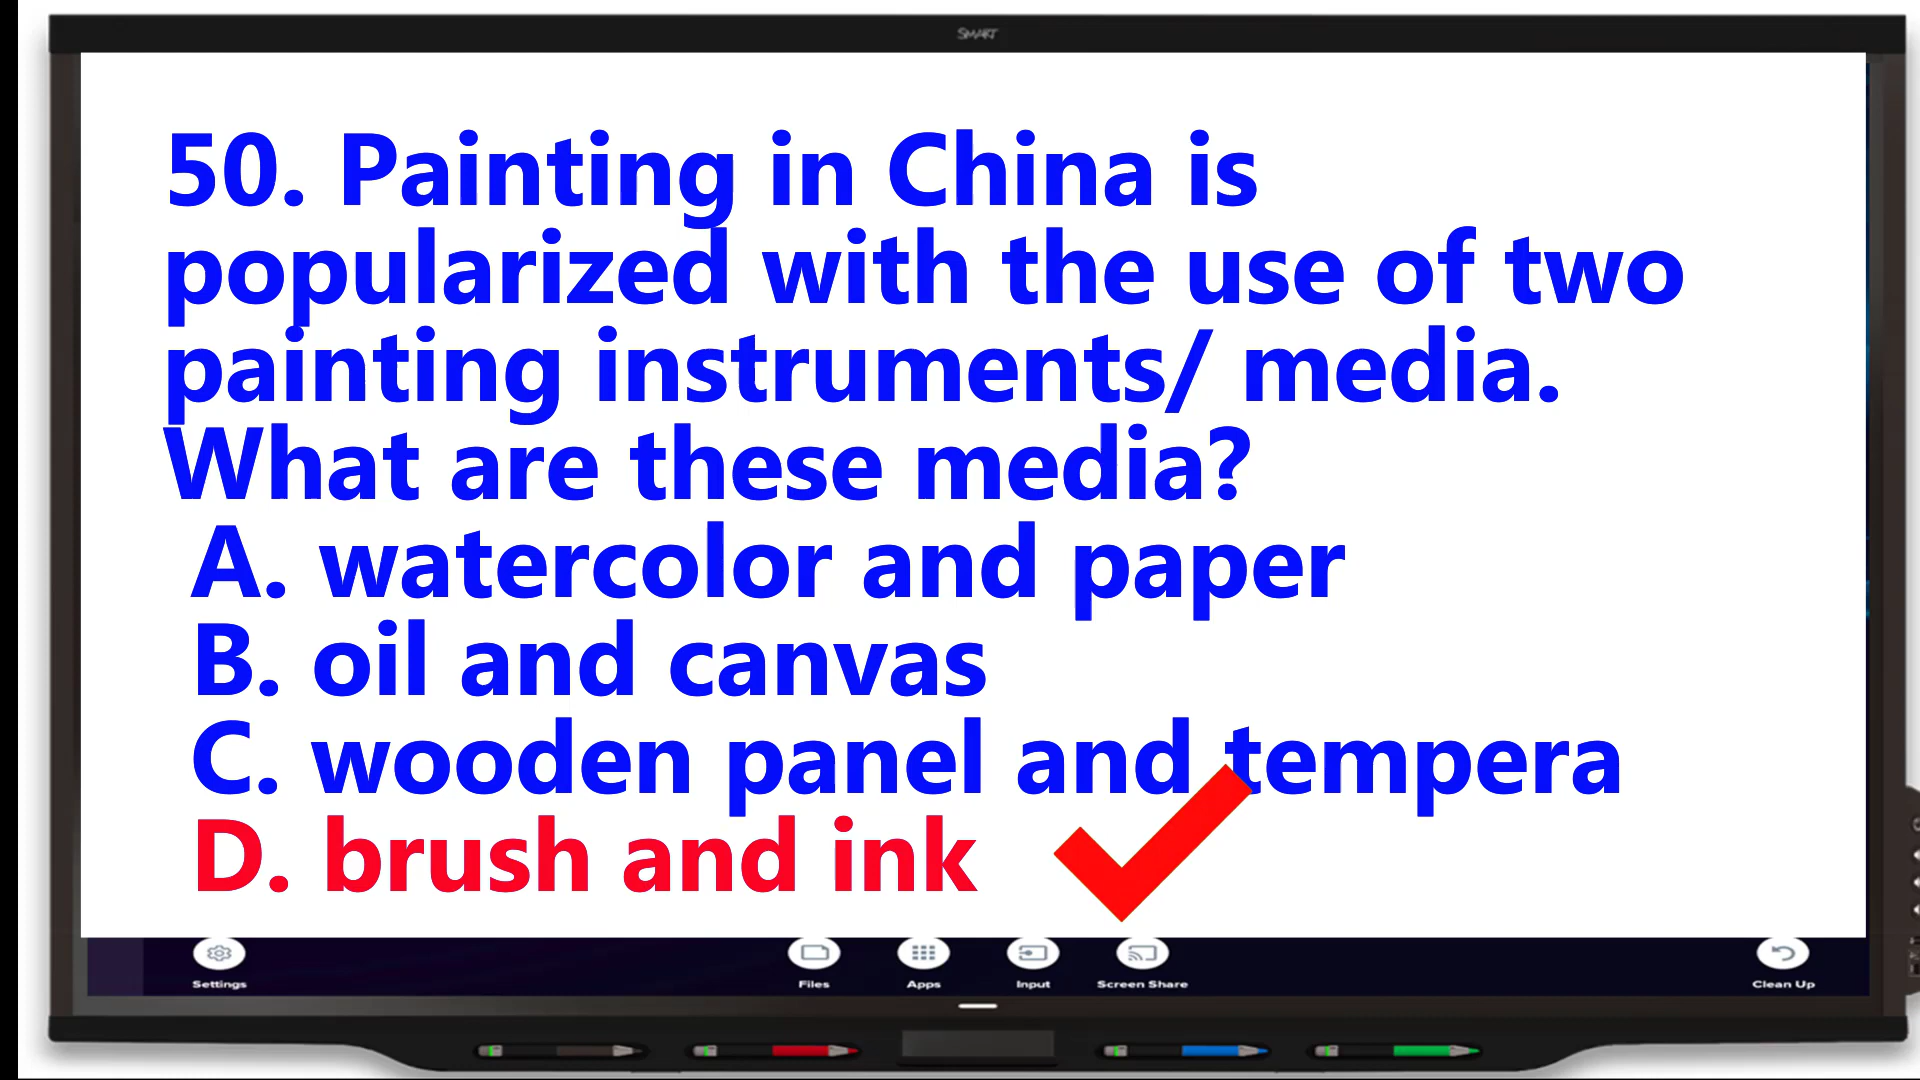 SMART
50. Painting in China is
popularized with the use of two
painting instruments/ media.
What are these media?
A. watercolor and paper
B. oil and canvas
C. wooden panel and tempera
D. brush and ink
Settings
Files
Apps
Input
Screen Share
Clean Up